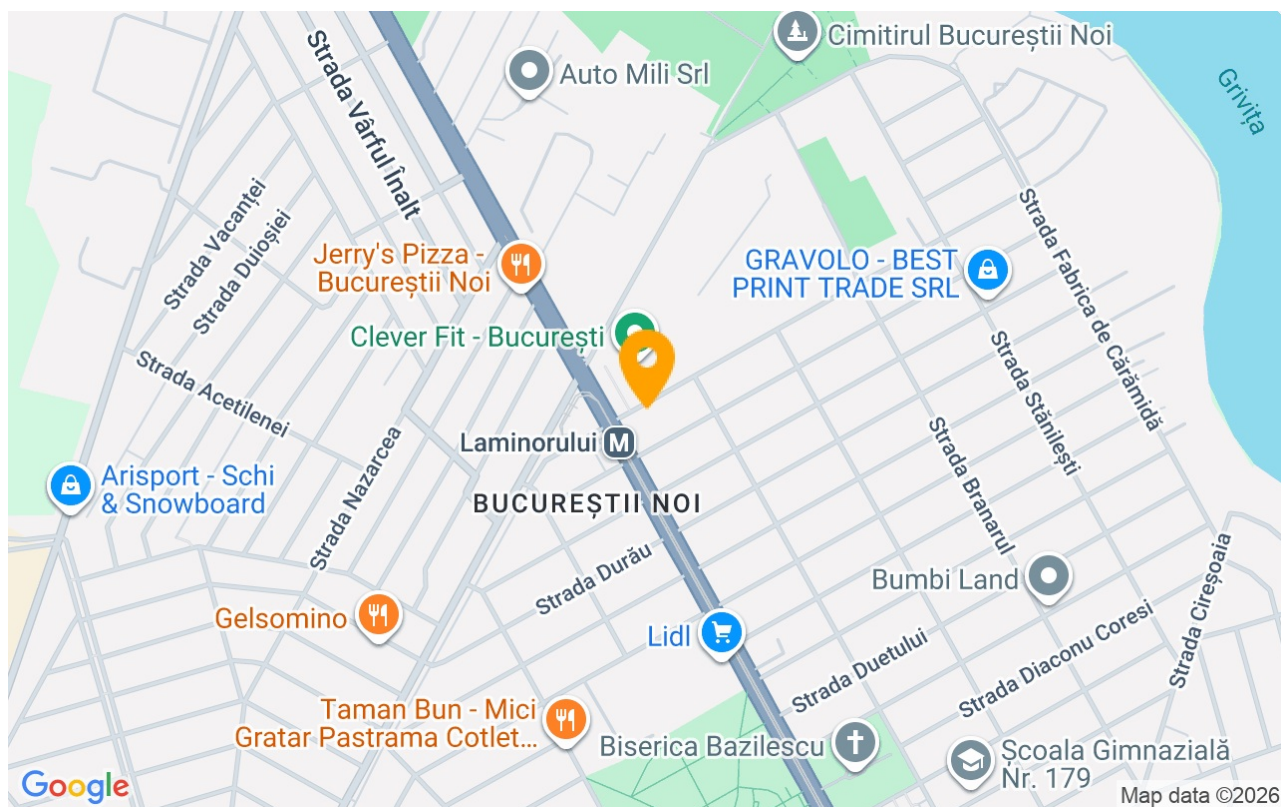 Cimitirul Bucureștii Noi
Auto Mili Srl
Grivița
Strada Vârful Înalt
Strada Vacanței
Strada Duioșiei
Jerry's Pizza -
Bucureștii Noi
GRAVOLO - BEST
PRINT TRADE SRL
Strada Fabrica de Cărămidă
Clever Fit - București
Strada Acetilenei
Strada Stănilești
Laminorului
M
Strada Nazarcea
Strada Branarul
Arisport - Schi
& Snowboard
BUCUREȘTII NOI
Strada Durău
Bumbi Land
Strada Cireșoaia
Gelsomino
Lidl
Strada Duetului
Strada Diaconu Coresi
Taman Bun - Mici
Gratar Pastrama Cotlet...
Biserica Bazilescu
Școala Gimnazială
Nr. 179
Google
Map data ©2026